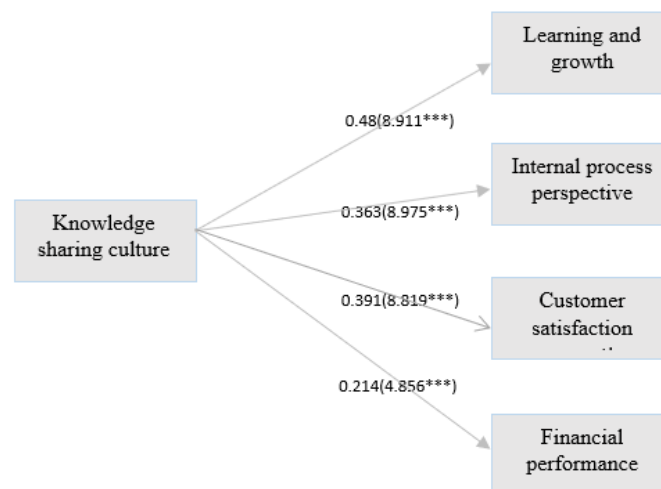 Learning and
growth
0.48(8.911***)
Internal process
perspective
0.363(8.975***)
Knowledge
sharing culture
0.391(8.819***)
Customer
satisfaction
0.214(4.856***)
Financial
performance